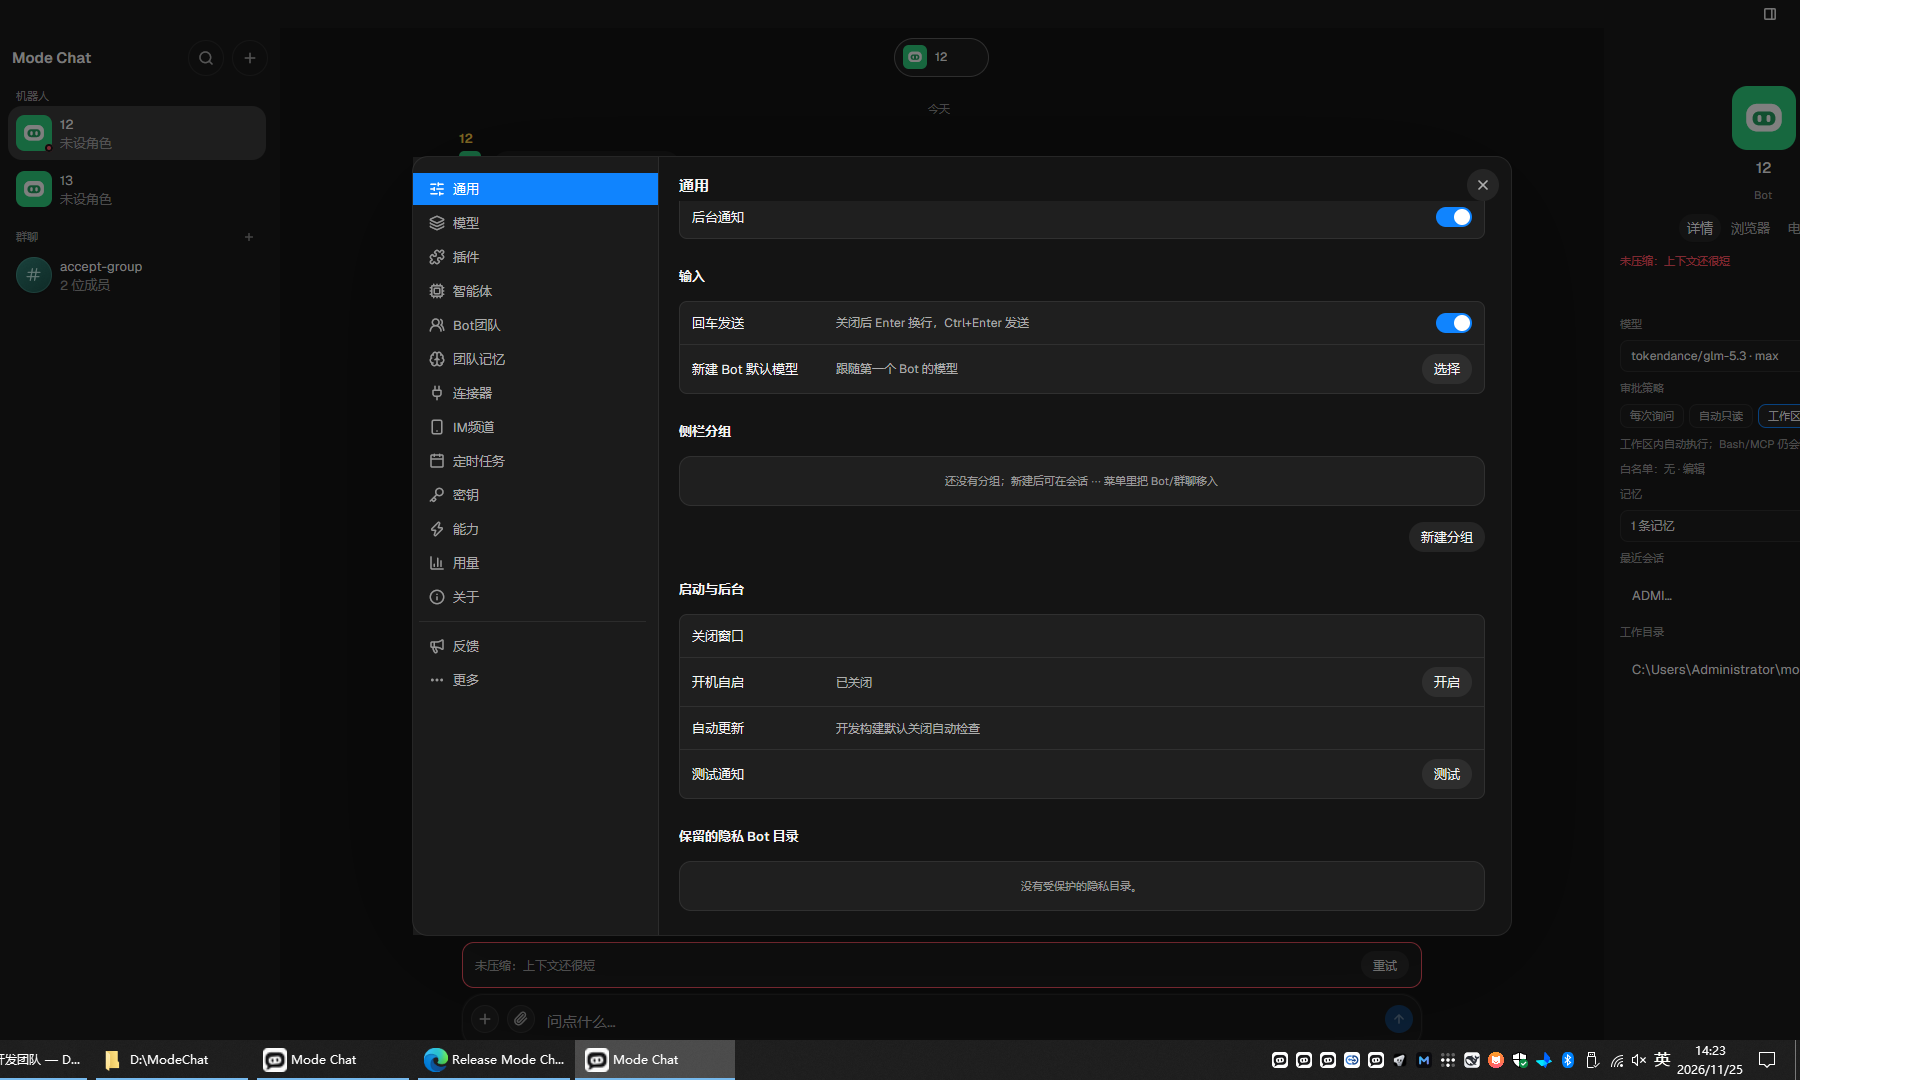 Mode Chat
机器人
12
未设角色
13
未设角色
群聊
accept-group
2 位成员
12
今天
12
通用
模型
插件
智能体
Bot团队
团队记忆
连接器
IM频道
定时任务
密钥
能力
用量
关于
反馈
更多
通用
后台通知
输入
回车发送
关闭后 Enter 换行，Ctrl+Enter 发送
新建 Bot 默认模型
跟随第一个 Bot 的模型
选择
侧栏分组
还没有分组；新建后可在会话 ··· 菜单里把 Bot/群聊移入
新建分组
启动与后台
关闭窗口
开机自启
已关闭
开启
自动更新
开发构建默认关闭自动检查
测试通知
测试
保留的隐私 Bot 目录
没有受保护的隐私目录。
未压缩：上下文还很短
重试
问点什么...
12
Bot
详情
浏览器
电
未压缩：上下文还很短
模型
tokendance/glm-5.3 · max
审批策略
每次询问
自动只读
工作区
工作区内自动执行；Bash/MCP 仍会
白名单：无 · 编辑
记忆
1 条记忆
最近会话
ADMI...
工作目录
C:\Users\Administrator\mo
开发团队 — D...
D:\ModeChat
Mode Chat
Release Mode Ch...
Mode Chat
英
14:23
2026/11/25